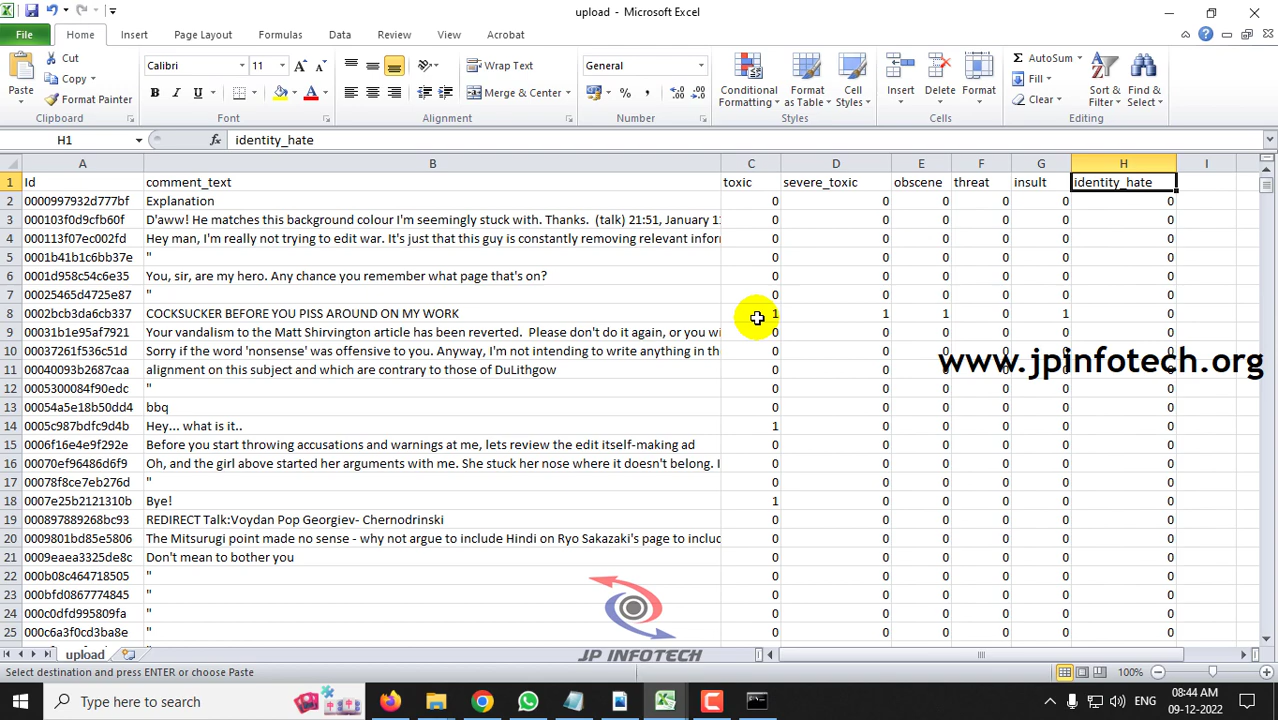 upload - Microsoft Excel
File Home Insert Page Layout Formulas Data Review View Acrobat
Cut Calibri 11 Wrap Text General AutoSum
Copy Fill
Paste Format Painter Merge & Center Conditional Formatting Format as Table Cell Styles Insert Delete Format Clear Sort & Filter Find & Select
Clipboard Font Alignment Number Styles Cells Editing
H1 fx identity_hate
A B C D E F G H I
1 Id comment_text toxic severe_toxic obscene threat insult identity_hate
2 0000997932d777bf Explanation 0 0 0 0 0 0
3 000103f0d9cfb60f D'aww! He matches this background colour I'm seemingly stuck with. Thanks. (talk) 21:51, January 11 0 0 0 0 0 0
4 000113f07ec002fd Hey man, I'm really not trying to edit war. It's just that this guy is constantly removing relevant infor 0 0 0 0 0 0
5 0001b41b1c6bb37e " 0 0 0 0 0 0
6 0001d958c54c6e35 You, sir, are my hero. Any chance you remember what page that's on? 0 0 0 0 0 0
7 00025465d4725e87 " 0 0 0 0 0 0
8 0002bcb3da6cb337 COCKSUCKER BEFORE YOU PISS AROUND ON MY WORK 1 1 1 0 1 0
9 00031b1e95af7921 Your vandalism to the Matt Shirvington article has been reverted. Please don't do it again, or you wi 0 0 0 0 0 0
10 00037261f536c51d Sorry if the word 'nonsense' was offensive to you. Anyway, I'm not intending to write anything in th 0 0 0 0 0 0
www.jpinfotech.org
11 00040093b2687caa alignment on this subject and which are contrary to those of DuLithgow 0 0 0 0 0 0
12 0005300084f90edc " 0 0 0 0 0 0
13 00054a5e18b50dd4 bbq 0 0 0 0 0 0
14 0005c987bdfc9d4b Hey... what is it.. 1 0 0 0 0 0
15 0006f16e4e9f292e Before you start throwing accusations and warnings at me, lets review the edit itself-making ad 0 0 0 0 0 0
16 00070ef96486d6f9 Oh, and the girl above started her arguments with me. She stuck her nose where it doesn't belong. I 0 0 0 0 0 0
17 00078f8ce7eb276d " 0 0 0 0 0 0
18 0007e25b2121310b Bye! 1 0 0 0 0 0
19 000897889268bc93 REDIRECT Talk:Voydan Pop Georgiev- Chernodrinski 0 0 0 0 0 0
20 0009801bd85e5806 The Mitsurugi point made no sense - why not argue to include Hindi on Ryo Sakazaki's page to includ 0 0 0 0 0 0
21 0009eaea3325de8c Don't mean to bother you 0 0 0 0 0 0
22 000b08c464718505 " 0 0 0 0 0 0
23 000bfd0867774845 " 0 0 0 0 0 0
24 000c0dfd995809fa " 0 0 0 0 0 0
25 000c6a3f0cd3ba8e " 0 0 0 0 0 0
JP INFOTECH
upload
Select destination and press ENTER or choose Paste 100%
Type here to search ENG 08:44 AM
09-12-2022